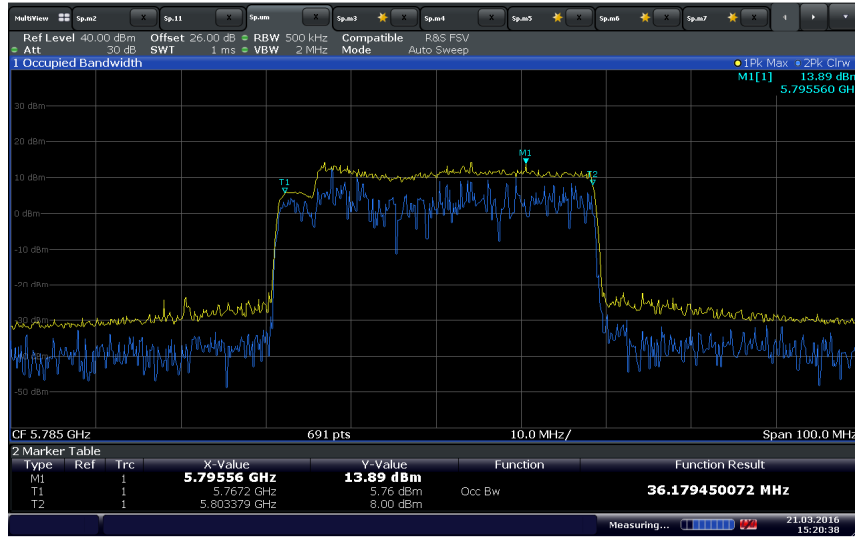 MultiView Sp.m2 X Sp.11 X Sp.um X Sp.m3 X Sp.m4 X Sp.m5 X Sp.m6 X Sp.m7 X
Ref Level 40.00 dBm Offset 26.00 dB RBW 500 kHz Compatible R&S FSV
Att 30 dB SWT 1 ms VBW 2 MHz Mode Auto Sweep
1 Occupied Bandwidth 1Pk Max 2Pk Clrw
M1[1] 13.89 dBm
5.795560 GH
30 dBm
20 dBm
M1
10 dBm
T1 T2
0 dBm
-10 dBm
-20 dBm
-30 dBm
-40 dBm
-50 dBm
CF 5.785 GHz 691 pts 10.0 MHz/ Span 100.0 MHz
2 Marker Table
Type Ref Trc X-Value Y-Value Function Function Result
M1 1 5.79556 GHz 13.89 dBm
T1 1 5.7672 GHz 5.76 dBm Occ Bw 36.179450072 MHz
T2 1 5.803379 GHz 8.00 dBm
Measuring... 21.03.2016
15:20:38